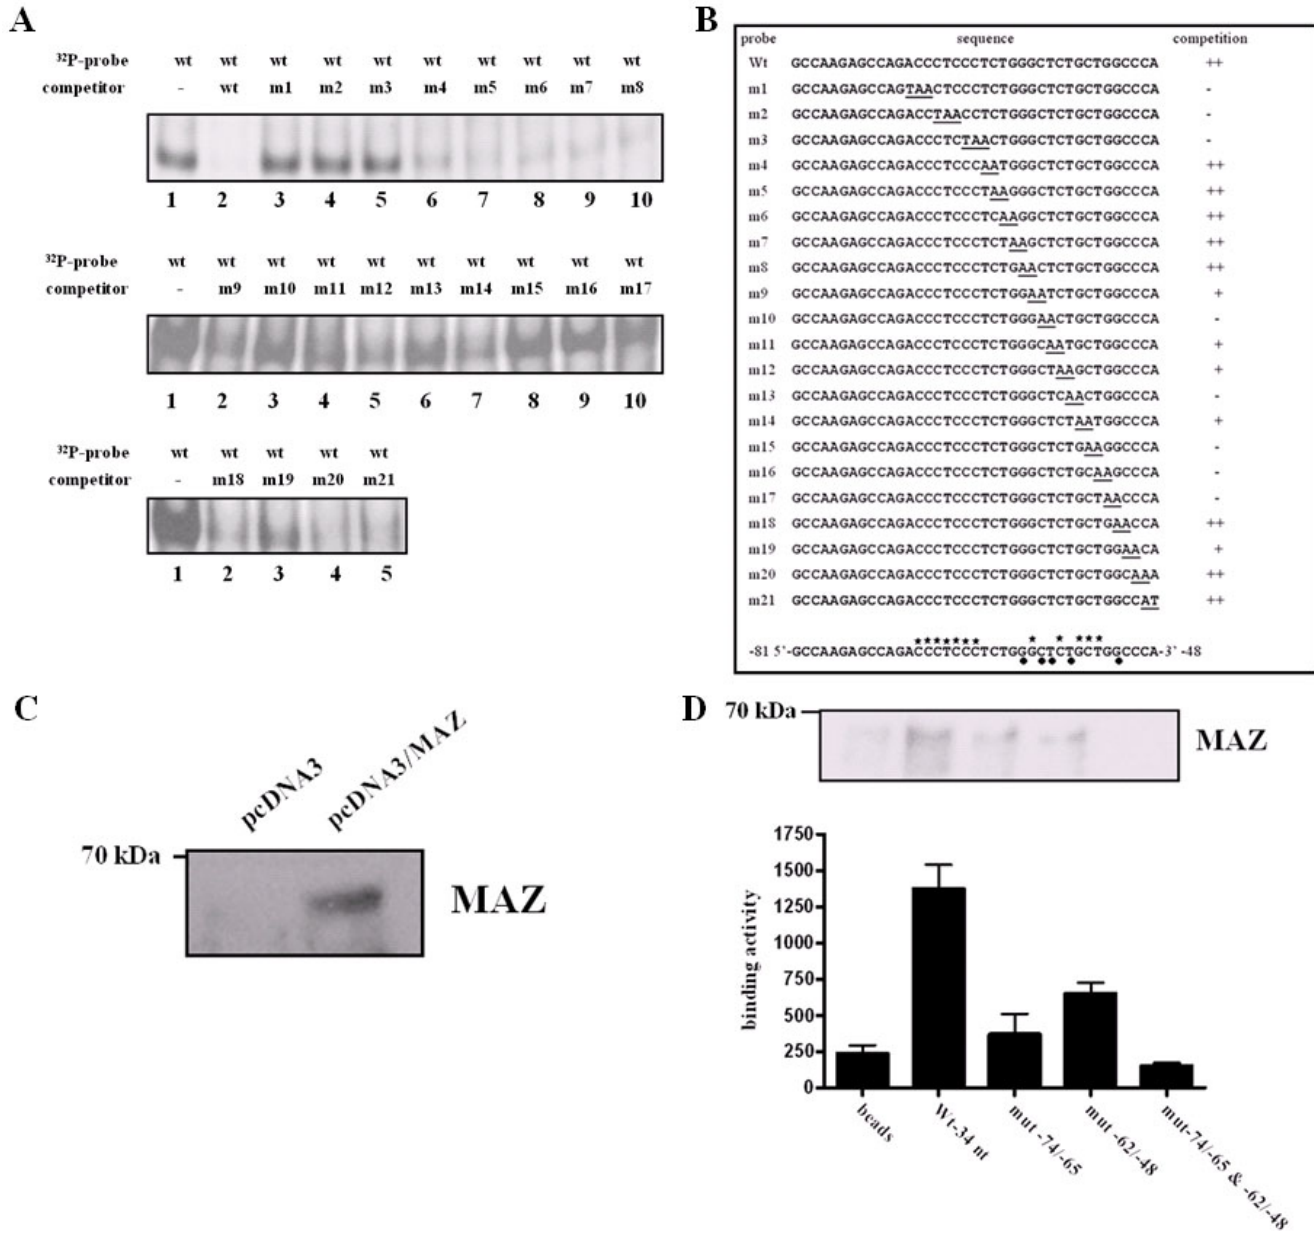 A
³²P-probe wt wt wt wt wt wt wt wt wt wt
competitor - wt m1 m2 m3 m4 m5 m6 m7 m8
1 2 3 4 5 6 7 8 9 10
³²P-probe wt wt wt wt wt wt wt wt wt wt
competitor - m9 m10 m11 m12 m13 m14 m15 m16 m17
1 2 3 4 5 6 7 8 9 10
³²P-probe wt wt wt wt wt
competitor - m18 m19 m20 m21
1 2 3 4 5
B
probe sequence competition
Wt GCCAAGAGCCAGACCCTCCCTCTGGGCTCTGCTGGCCCA ++
m1 GCCAAGAGCCAGTAACTCCCTCTGGGCTCTGCTGGCCCA -
m2 GCCAAGAGCCAGACCTAACCTCTGGGCTCTGCTGGCCCA -
m3 GCCAAGAGCCAGACCCTCTAACTGGGCTCTGCTGGCCCA -
m4 GCCAAGAGCCAGACCCTCCCAATGGGCTCTGCTGGCCCA ++
m5 GCCAAGAGCCAGACCCTCCCTAAGGGCTCTGCTGGCCCA ++
m6 GCCAAGAGCCAGACCCTCCCTCAAGGCTCTGCTGGCCCA ++
m7 GCCAAGAGCCAGACCCTCCCTCTAAGCTCTGCTGGCCCA ++
m8 GCCAAGAGCCAGACCCTCCCTCTGAACTCTGCTGGCCCA ++
m9 GCCAAGAGCCAGACCCTCCCTCTGGAATCTGCTGGCCCA +
m10 GCCAAGAGCCAGACCCTCCCTCTGGGAACTGCTGGCCCA -
m11 GCCAAGAGCCAGACCCTCCCTCTGGGCAATGCTGGCCCA +
m12 GCCAAGAGCCAGACCCTCCCTCTGGGCTAAGCTGGCCCA +
m13 GCCAAGAGCCAGACCCTCCCTCTGGGCTCAACTGGCCCA -
m14 GCCAAGAGCCAGACCCTCCCTCTGGGCTCTAATGGCCCA +
m15 GCCAAGAGCCAGACCCTCCCTCTGGGCTCTGAAGGCCCA -
m16 GCCAAGAGCCAGACCCTCCCTCTGGGCTCTGCAAGCCCA -
m17 GCCAAGAGCCAGACCCTCCCTCTGGGCTCTGCTAACCCA -
m18 GCCAAGAGCCAGACCCTCCCTCTGGGCTCTGCTGAACCA ++
m19 GCCAAGAGCCAGACCCTCCCTCTGGGCTCTGCTGGAACA +
m20 GCCAAGAGCCAGACCCTCCCTCTGGGCTCTGCTGGCAAA ++
m21 GCCAAGAGCCAGACCCTCCCTCTGGGCTCTGCTGGCCAT ++
-81 5'-GCCAAGAGCCAGACCCTCCCTCTGGGCTCTGCTGGCCCA-3' -48
C
pcDNA3
pcDNA3/MAZ
70 kDa
MAZ
D
70 kDa
MAZ
binding activity
1750
1500
1250
1000
750
500
250
0
beads
Wt-34 nt
mut -74/-65
mut -62/-48
mut-74/-65 & -62/-48